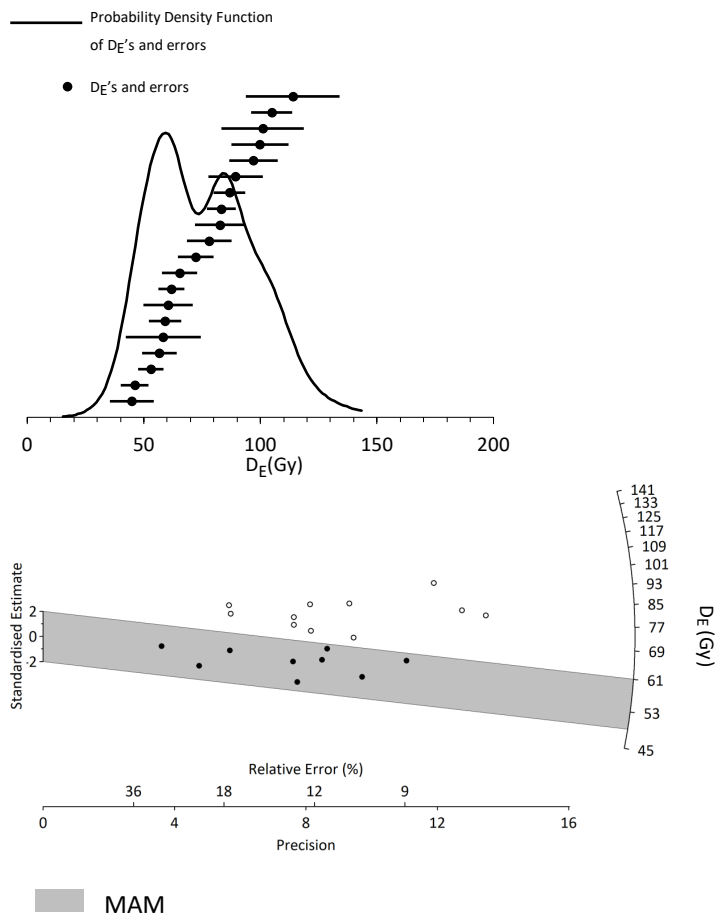 Probability Density Function
of DE's and errors
DE's and errors
0 50 100 150 200
DE(Gy)
141
133
125
117
109
101
93
85
77
69
61
53
45
DE (Gy)
Standardised Estimate
2
0
-2
Relative Error (%)
36 18 12 9
0 4 8 12 16
Precision
MAM